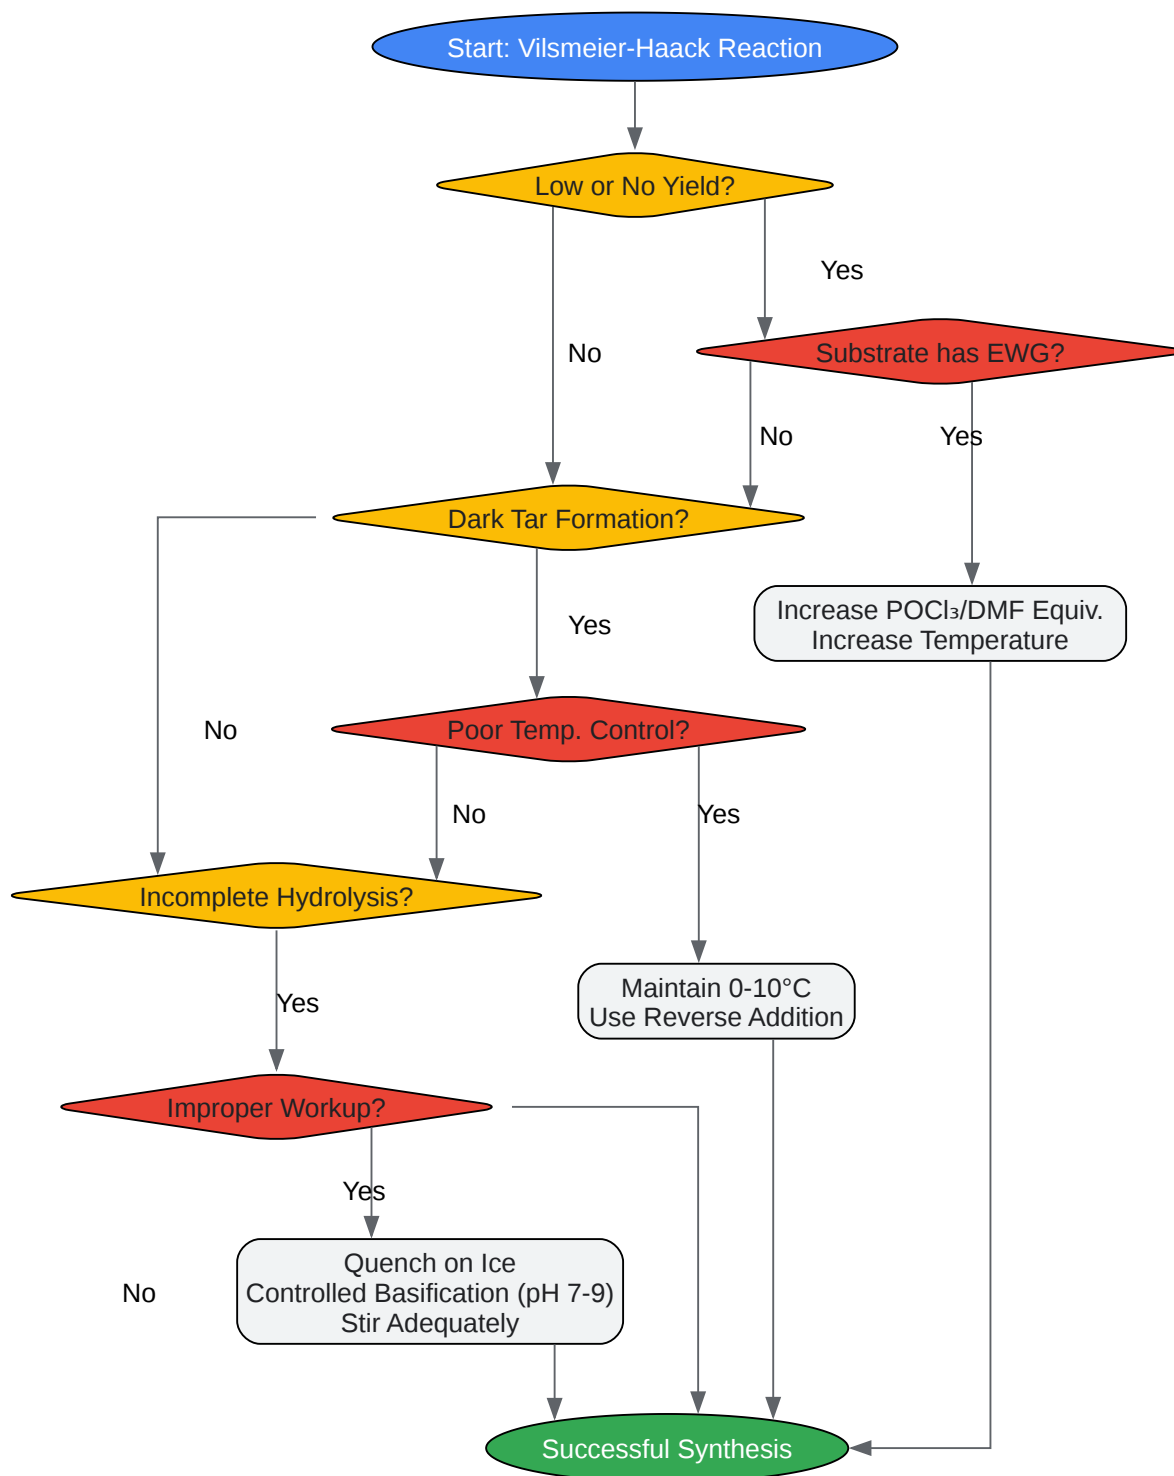 Start: Vilsmeier-Haack Reaction
Low or No Yield?
Yes
No
Substrate has EWG?
No
Yes
Dark Tar Formation?
Increase POCl₃/DMF Equiv.
Increase Temperature
Yes
No
Poor Temp. Control?
No
Yes
Incomplete Hydrolysis?
Maintain 0-10°C
Use Reverse Addition
Yes
Improper Workup?
Yes
Quench on Ice
Controlled Basification (pH 7-9)
Stir Adequately
No
Successful Synthesis